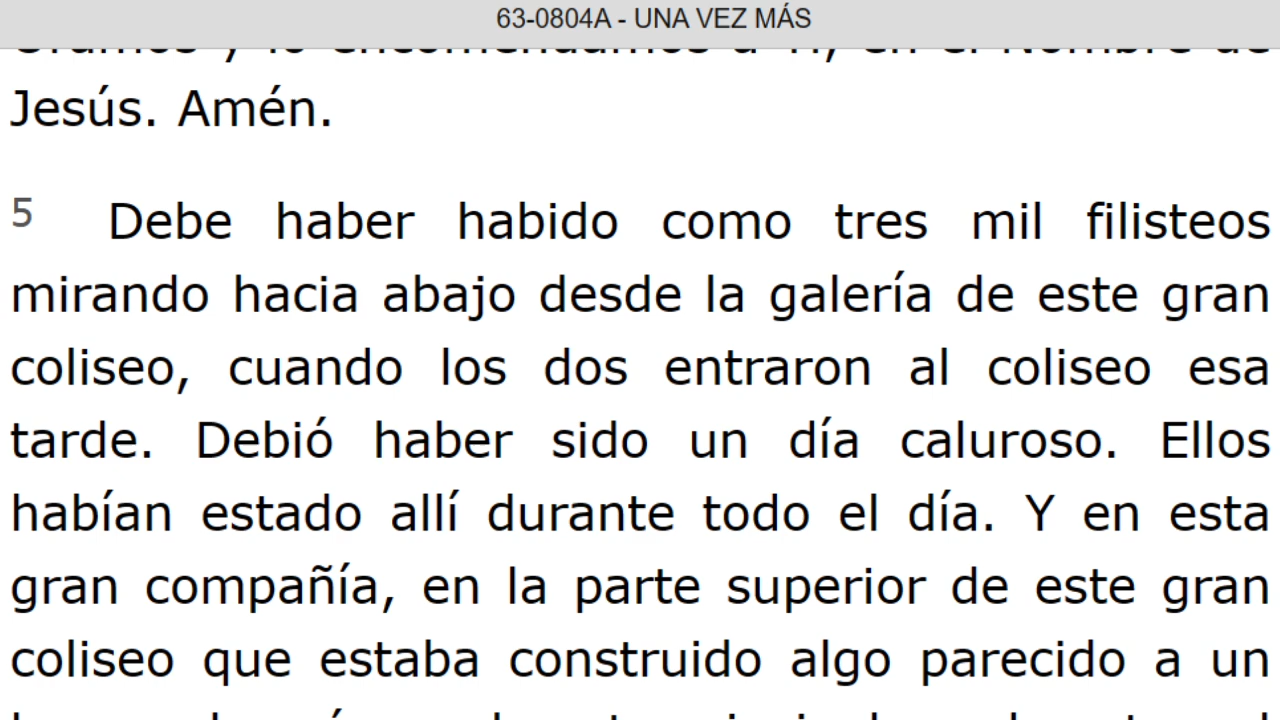 63-0804A - UNA VEZ MÁS
Jesús. Amén.
5 Debe haber habido como tres mil filisteos
mirando hacia abajo desde la galería de este gran
coliseo, cuando los dos entraron al coliseo esa
tarde. Debió haber sido un día caluroso. Ellos
habían estado allí durante todo el día. Y en esta
gran compañía, en la parte superior de este gran
coliseo que estaba construido algo parecido a un